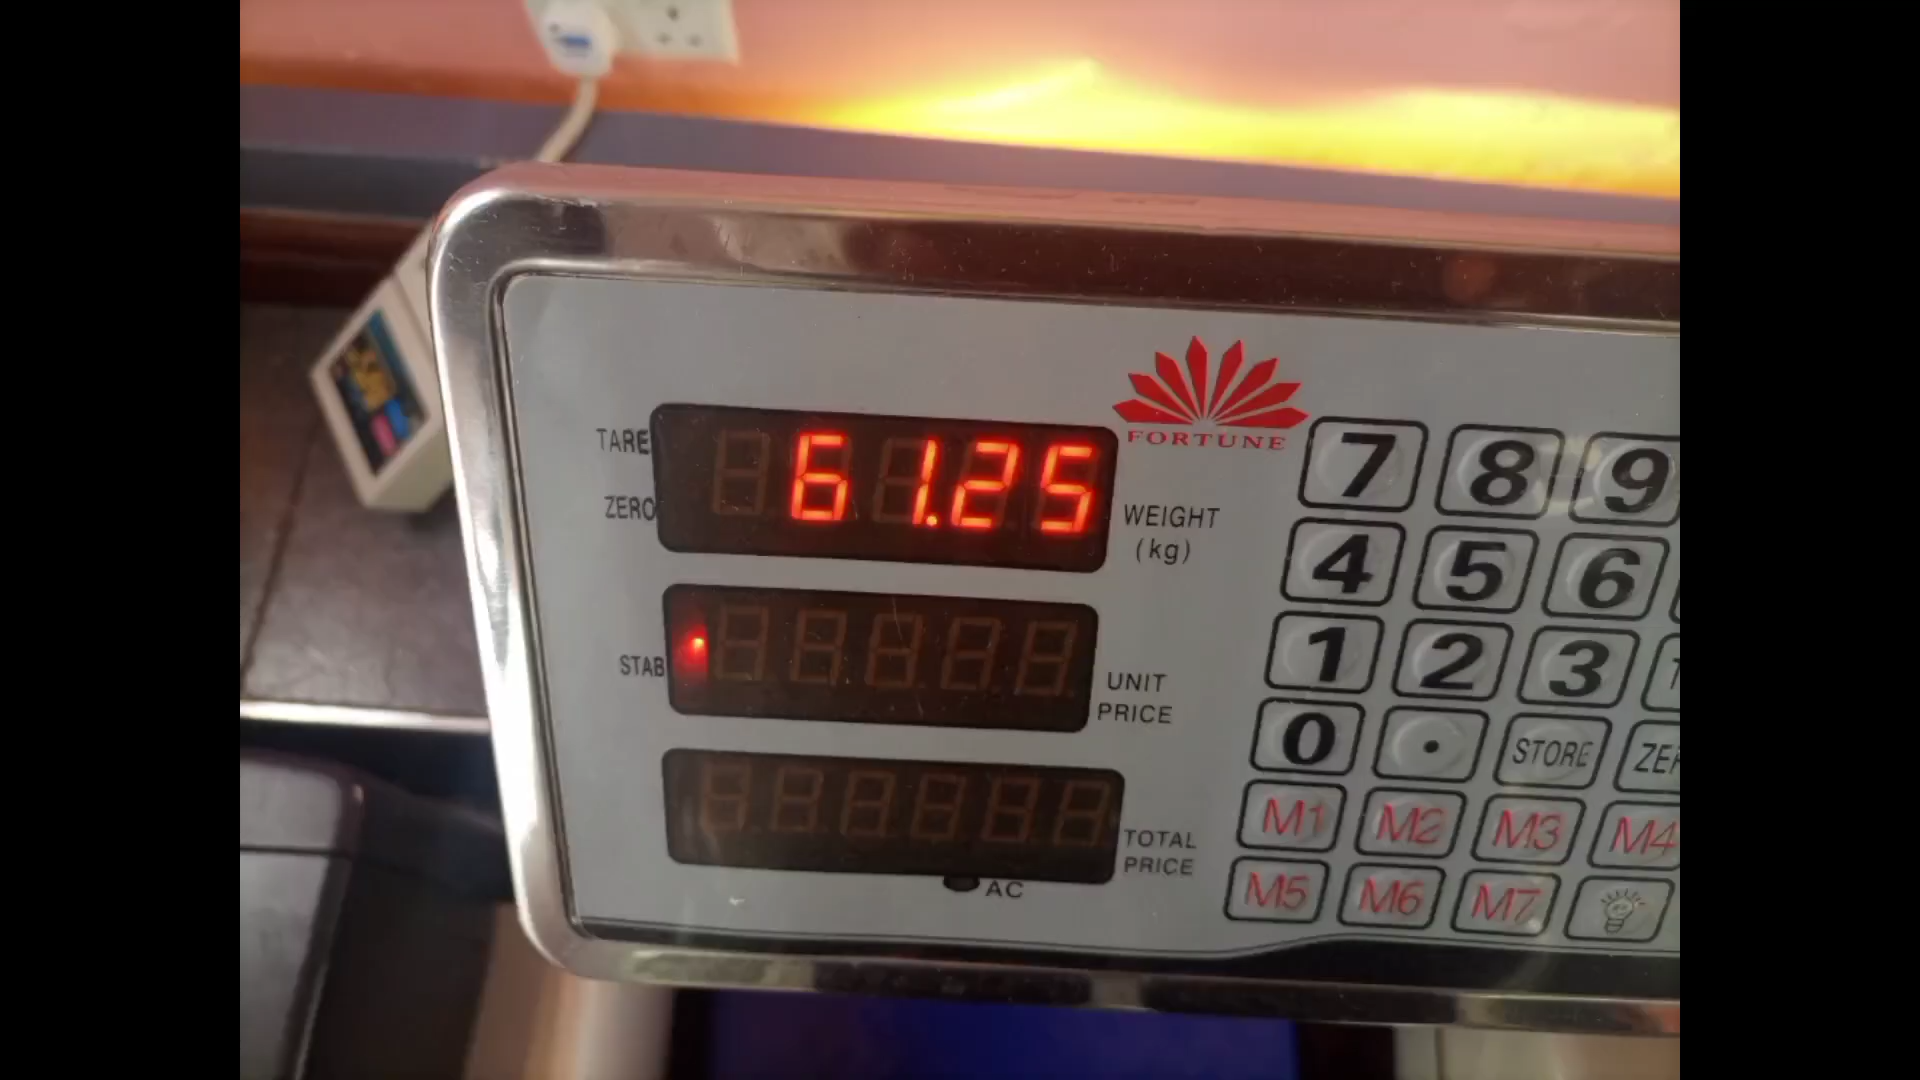 FORTUNE
TARE
ZERO
61.25
WEIGHT
(kg)
STAB
UNIT
PRICE
TOTAL
PRICE
AC
7 8 9
4 5 6
1 2 3
0 . STORE
M1 M2 M3 M4
M5 M6 M7